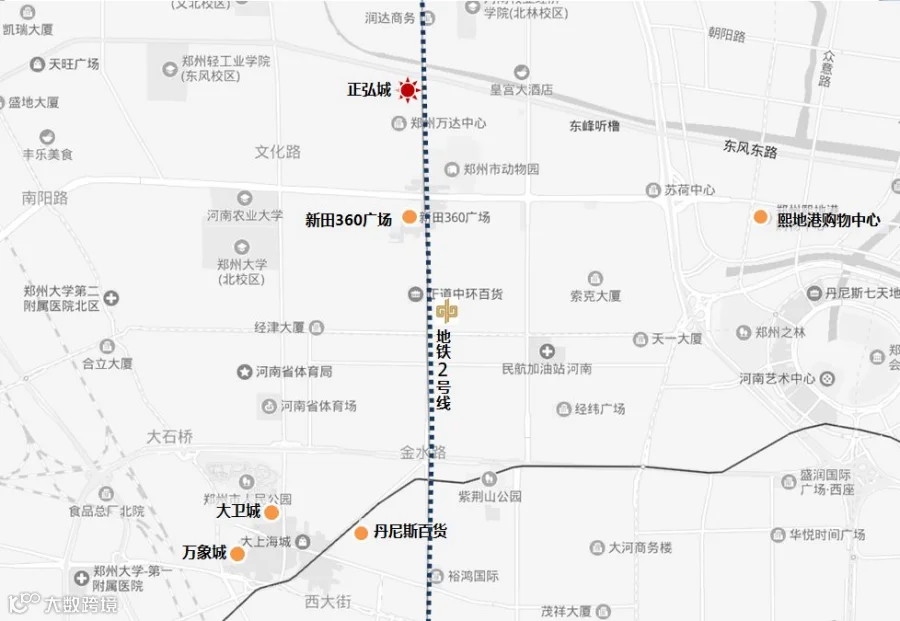 (文北校区)
润达商务
学院(北林校区)
凯瑞大厦
朝阳路
众意路
天旺广场
郑州轻工业学院
(东风校区)
正弘城
皇宫大酒店
盛地大厦
郑州万达中心
东峰听橹
丰乐美食
文化路
东风东路
郑州市动物园
南阳路
苏荷中心
河南农业大学
新田360广场
新田360广场
熙地港购物中心
郑州大学
(北校区)
郑州大学第二
附属医院北区
正道中环百货
索克大厦
丹尼斯七天地
经津大厦
地铁2号线
天一大厦
郑州之林
合立大厦
河南省体育局
民航加油站河南
河南艺术中心
河南省体育场
经纬广场
大石桥
金水路
郑州市人民公园
紫荆山公园
盛润国际
广场·西座
食品总厂北院
大卫城
丹尼斯百货
华悦时间广场
大上海城
万象城
大河商务楼
郑州大学-第一
附属医院
裕鸿国际
大数跨境
西大街
茂祥大厦